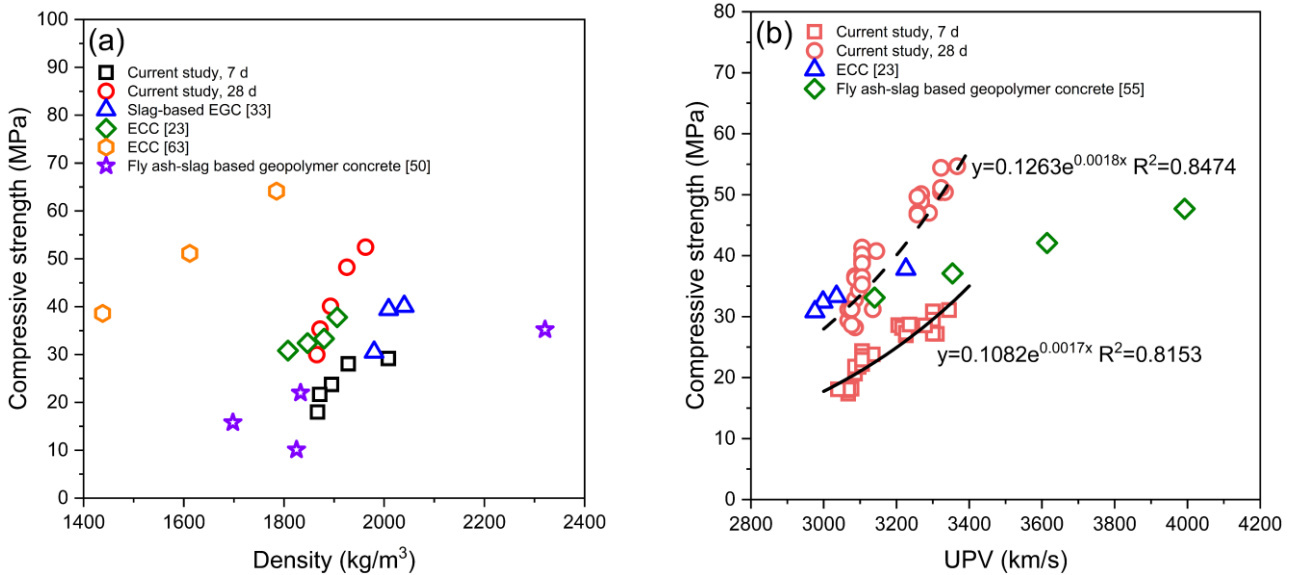 (a)
Current study, 7 d
Current study, 28 d
Slag-based EGC [33]
ECC [23]
ECC [63]
Fly ash-slag based geopolymer concrete [50]
Compressive strength (MPa)
100
90
80
70
60
50
40
30
20
10
0
1400
1600
1800
2000
2200
2400
Density (kg/m³)
(b)
Current study, 7 d
Current study, 28 d
ECC [23]
Fly ash-slag based geopolymer concrete [55]
y=0.1263e^0.0018x R²=0.8474
y=0.1082e^0.0017x R²=0.8153
Compressive strength (MPa)
80
70
60
50
40
30
20
10
0
2800
3000
3200
3400
3600
3800
4000
4200
UPV (km/s)